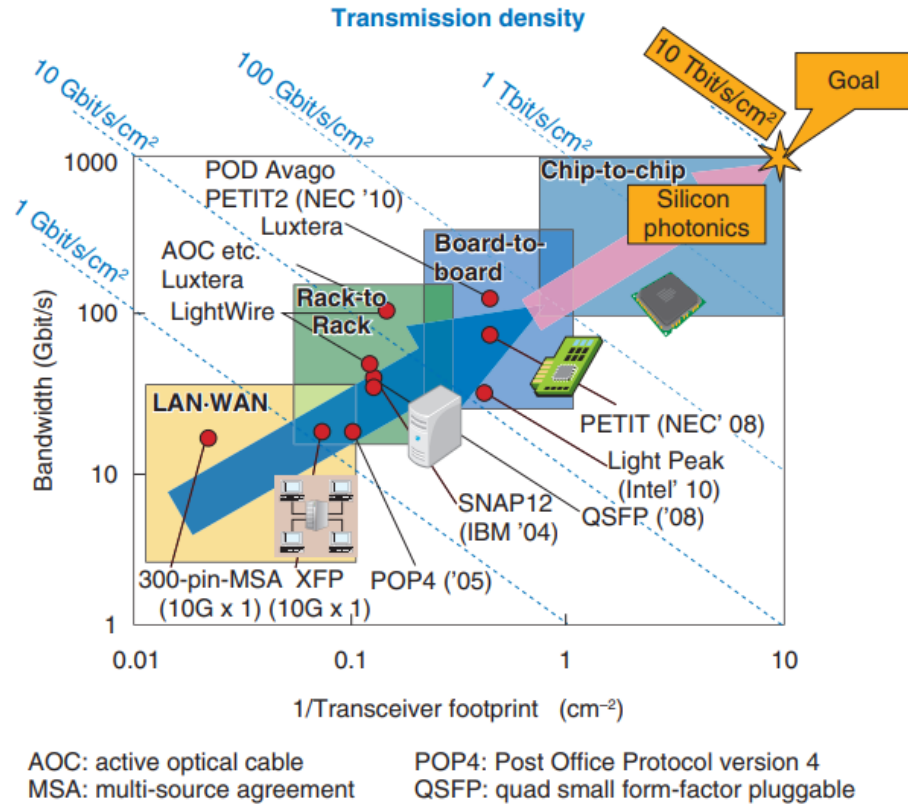 Transmission density
10 Gbit/s/cm²
100 Gbit/s/cm²
1 Tbit/s/cm²
10 Tbit/s/cm²
Goal
1 Gbit/s/cm²
1000
100
10
1
Bandwidth (Gbit/s)
POD Avago
PETIT2 (NEC '10)
Luxtera
AOC etc.
Luxtera
LightWire
Chip-to-chip
Silicon
photonics
Board-to-
board
Rack-to
Rack
LAN·WAN
PETIT (NEC' 08)
Light Peak
(Intel' 10)
QSFP ('08)
SNAP12
(IBM '04)
300-pin-MSA
(10G x 1)
XFP
(10G x 1)
POP4 ('05)
0.01
0.1
1
10
1/Transceiver footprint (cm⁻²)
AOC: active optical cable
POP4: Post Office Protocol version 4
MSA: multi-source agreement
QSFP: quad small form-factor pluggable